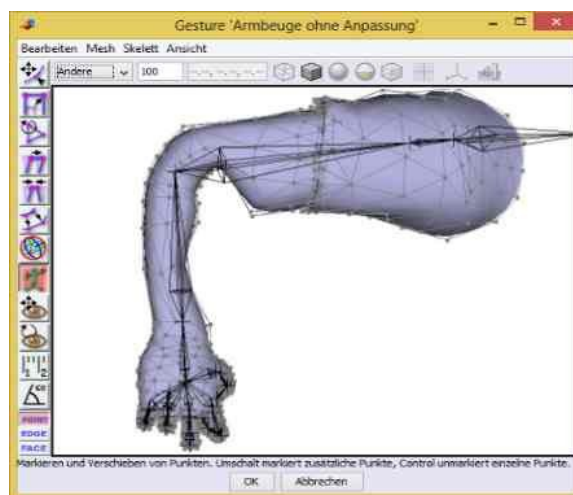 Gesture 'Armbeuge ohne Anpassung'
Bearbeiten Mesh Skelett Ansicht
Andere 100
POINT
EDGE
FACE
Markieren und Verschieben von Punkten. Umschalt markiert zusätzliche Punkte, Control unmarkiert einzelne Punkte.
OK Abbrechen